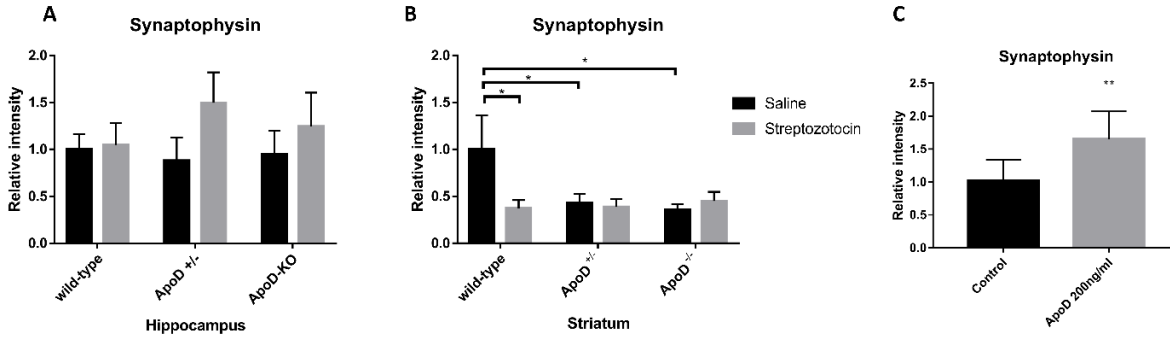 A
Synaptophysin
Relative intensity
2.0
1.5
1.0
0.5
0.0
wild-type
ApoD +/-
ApoD-KO
Hippocampus
B
Synaptophysin
Relative intensity
2.0
1.5
1.0
0.5
0.0
*
*
*
wild-type
ApoD+/-
ApoD-/-
Striatum
Saline
Streptozotocin
C
Synaptophysin
Relative intensity
2.5
2.0
1.5
1.0
0.5
0.0
**
Control
ApoD 200ng/ml